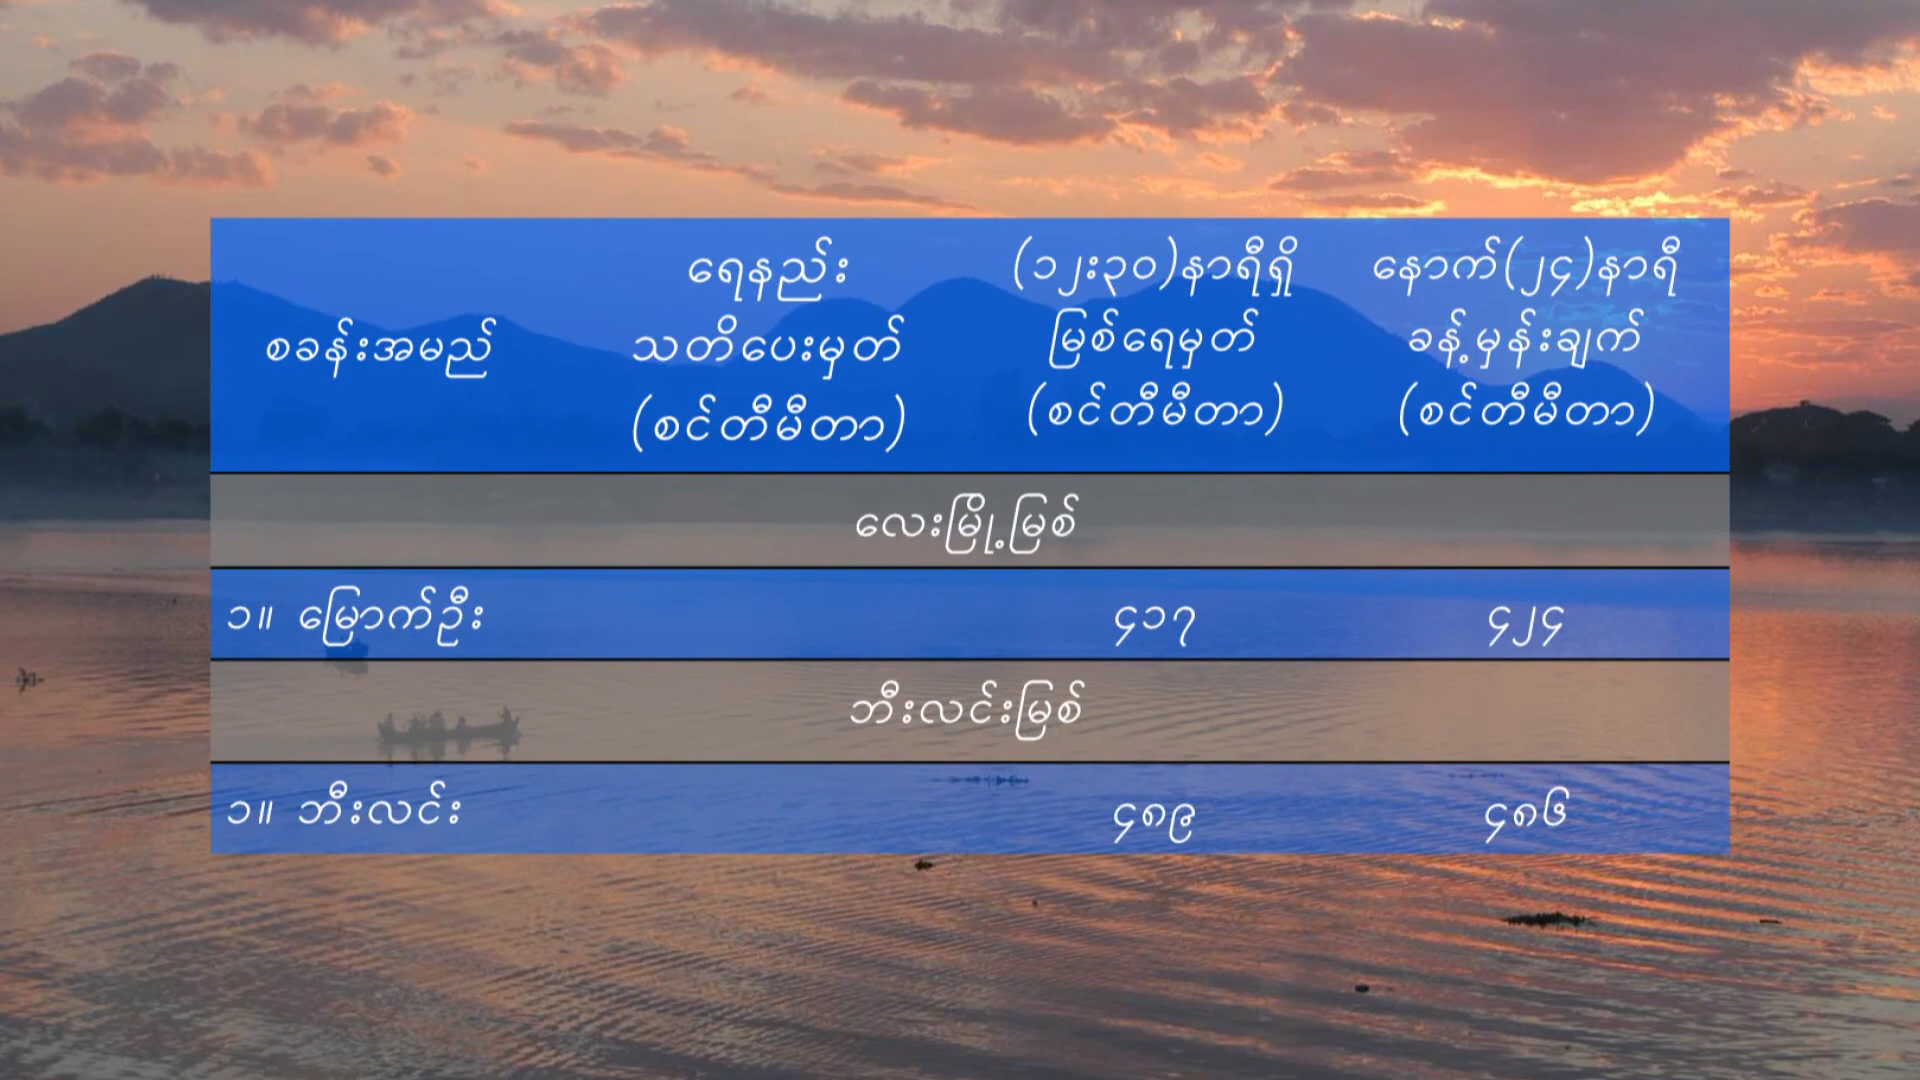 စခန်းအမည်
ရေနည်း
သတိပေးမှတ်
(စင်တီမီတာ)
(၁၂းၣ၀)နာရီရှိ
မြစ်ရေမှတ်
(စင်တီမီတာ)
နောက်(၂၄)နာရီ
ခန့်မှန်းချက်
(စင်တီမီတာ)
လေးမြို့မြစ်
၁။ မြောက်ဦး ၄၁၇ ၄၂၄
ဘီးလင်းမြစ်
၁။ ဘီးလင်း ၄၈၉ ၄၈၆